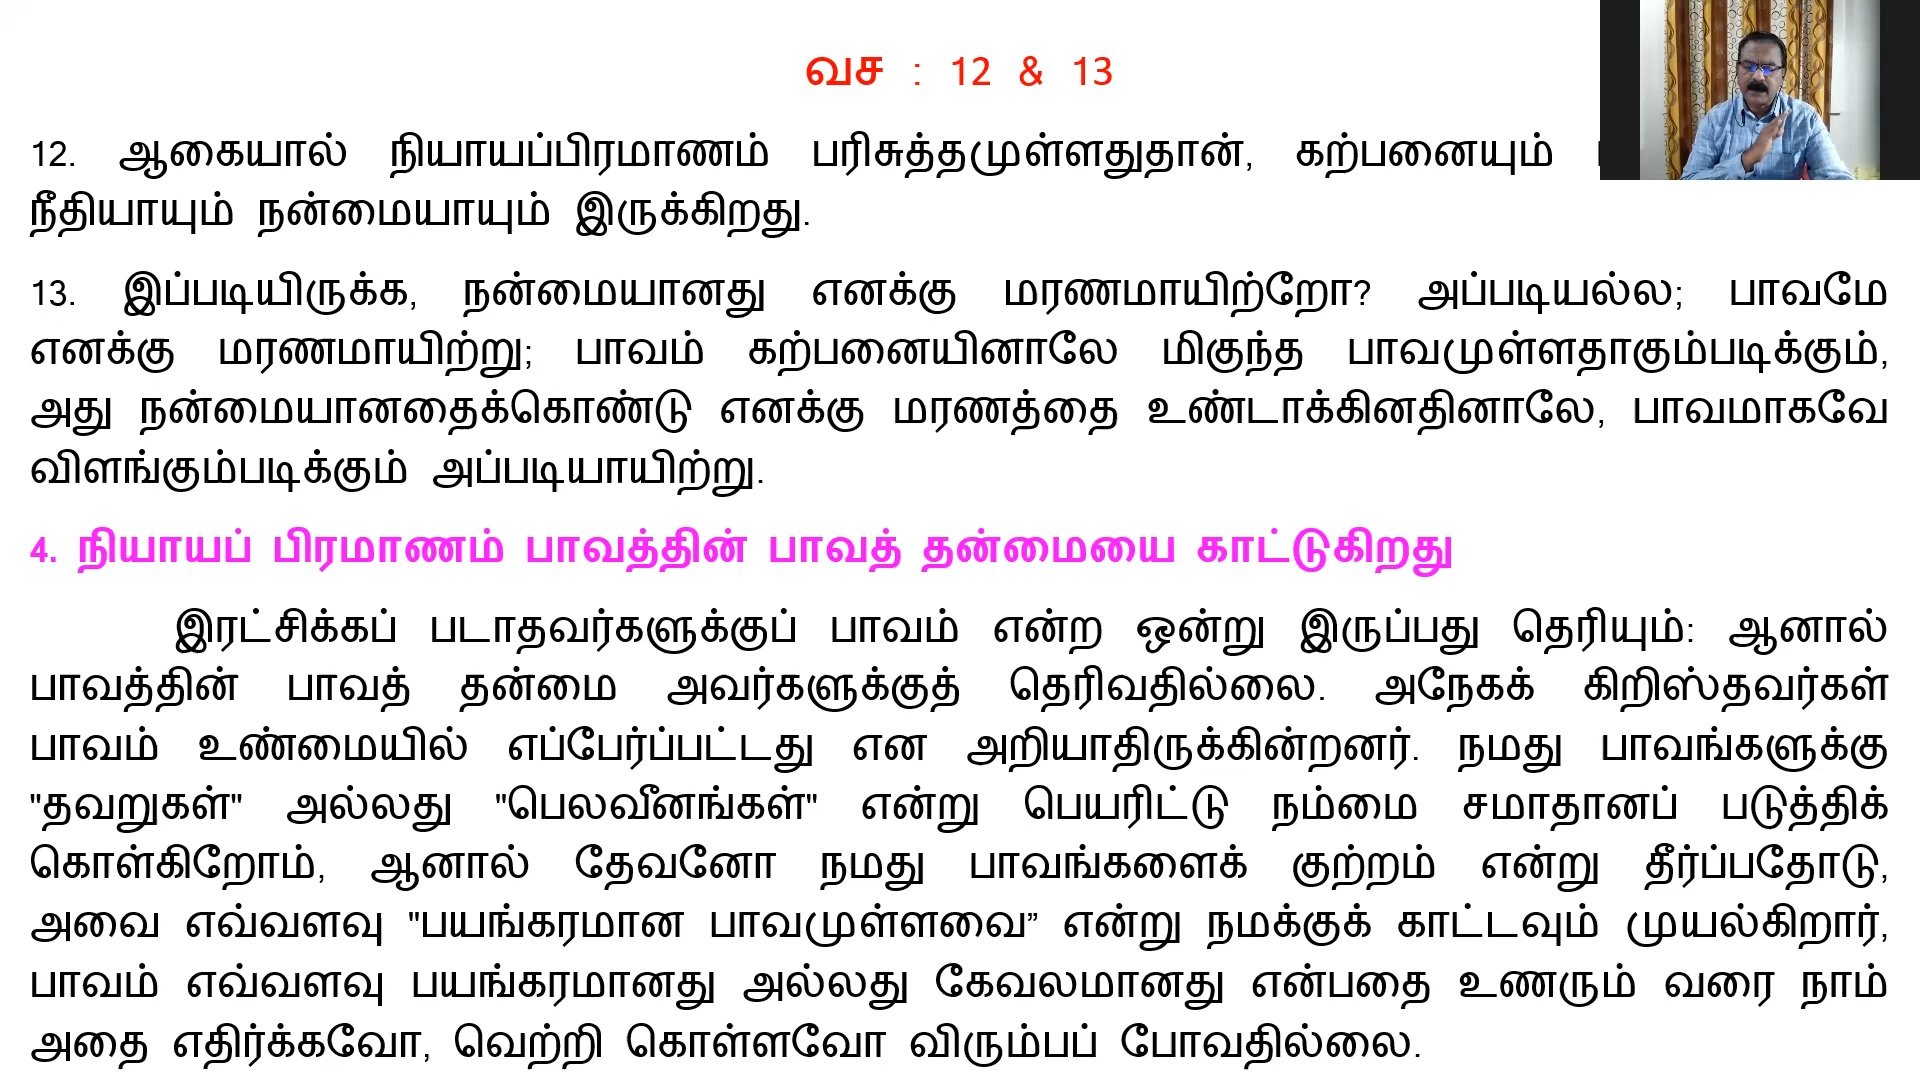 வச : 12 & 13
12. ஆகையால் நியாயப்பிரமாணம் பரிசுத்தமுள்ளதுதான், கற்பனையும்
நீதியாயும் நன்மையாயும் இருக்கிறது.
13. இப்படியிருக்க, நன்மையானது எனக்கு மரணமாயிற்றோ? அப்படியல்ல; பாவமே
எனக்கு மரணமாயிற்று; பாவம் கற்பனையினாலே மிகுந்த பாவமுள்ளதாகும்படிக்கும்,
அது நன்மையானதைக்கொண்டு எனக்கு மரணத்தை உண்டாக்கினதினாலே, பாவமாகவே
விளங்கும்படிக்கும் அப்படியாயிற்று.
4. நியாயப் பிரமாணம் பாவத்தின் பாவத் தன்மையை காட்டுகிறது
இரட்சிக்கப் படாதவர்களுக்குப் பாவம் என்ற ஒன்று இருப்பது தெரியும்: ஆனால்
பாவத்தின் பாவத் தன்மை அவர்களுக்குத் தெரிவதில்லை. அநேகக் கிறிஸ்தவர்கள்
பாவம் உண்மையில் எப்பேர்ப்பட்டது என அறியாதிருக்கின்றனர். நமது பாவங்களுக்கு
"தவறுகள்" அல்லது "பெலவீனங்கள்" என்று பெயரிட்டு நம்மை சமாதானப் படுத்திக்
கொள்கிறோம், ஆனால் தேவனோ நமது பாவங்களைக் குற்றம் என்று தீர்ப்பதோடு,
அவை எவ்வளவு "பயங்கரமான பாவமுள்ளவை” என்று நமக்குக் காட்டவும் முயல்கிறார்,
பாவம் எவ்வளவு பயங்கரமானது அல்லது கேவலமானது என்பதை உணரும் வரை நாம்
அதை எதிர்க்கவோ, வெற்றி கொள்ளவோ விரும்பப் போவதில்லை.